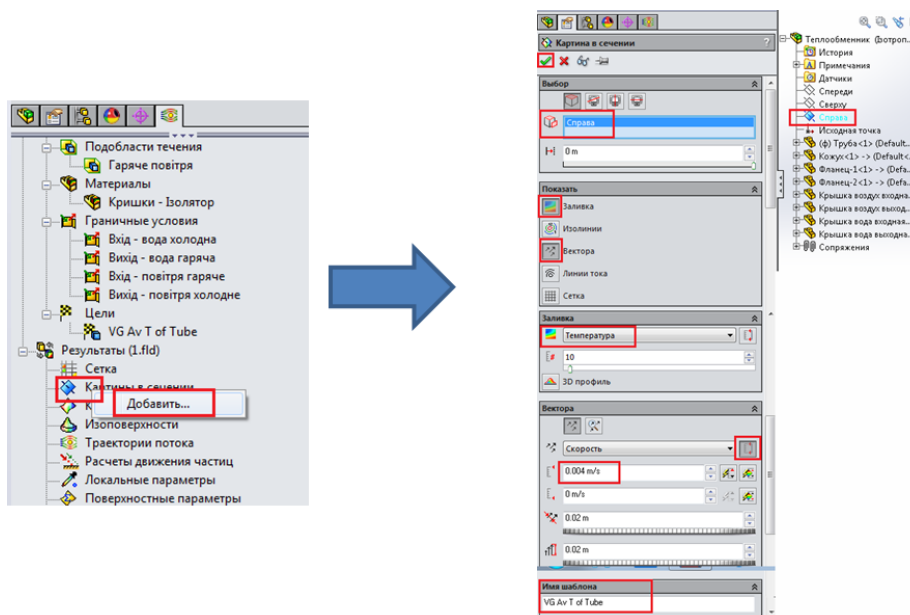 Подобласти течения
Гаряче повітря
Материалы
Кришки - Ізолятор
Граничные условия
Вхід - вода холодна
Вихід - вода гаряча
Вхід - повітря гаряче
Вихід - повітря холодне
Цели
VG Av T of Tube
Результаты (1.fld)
Сетка
Картины в сечении
К
Добавить...
Изоповерхности
Траектории потока
Расчеты движения частиц
Локальные параметры
Поверхностные параметры
Картина в сечении
?
Выбор
Справа
0 m
Показать
Заливка
Изолинии
Вектора
Линии тока
Сетка
Заливка
Температура
10
3D профиль
Вектора
Скорость
0.004 m/s
0 m/s
0.02 m
0.02 m
Имя шаблона
VG Av T of Tube
Теплообменник (Вотроп..
История
Примечания
Датчики
Спереди
Сверху
Справа
Исходная точка
(ф) Труба<1> (Default...
Кожух<1> -> (Default<.
Фланец-1<1> -> (Defa..
Фланец-2<1> -> (Defa..
Крышка воздух входна..
Крышка воздух выход..
Крышка вода входная..
Крышка вода выходна..
Сопряжения